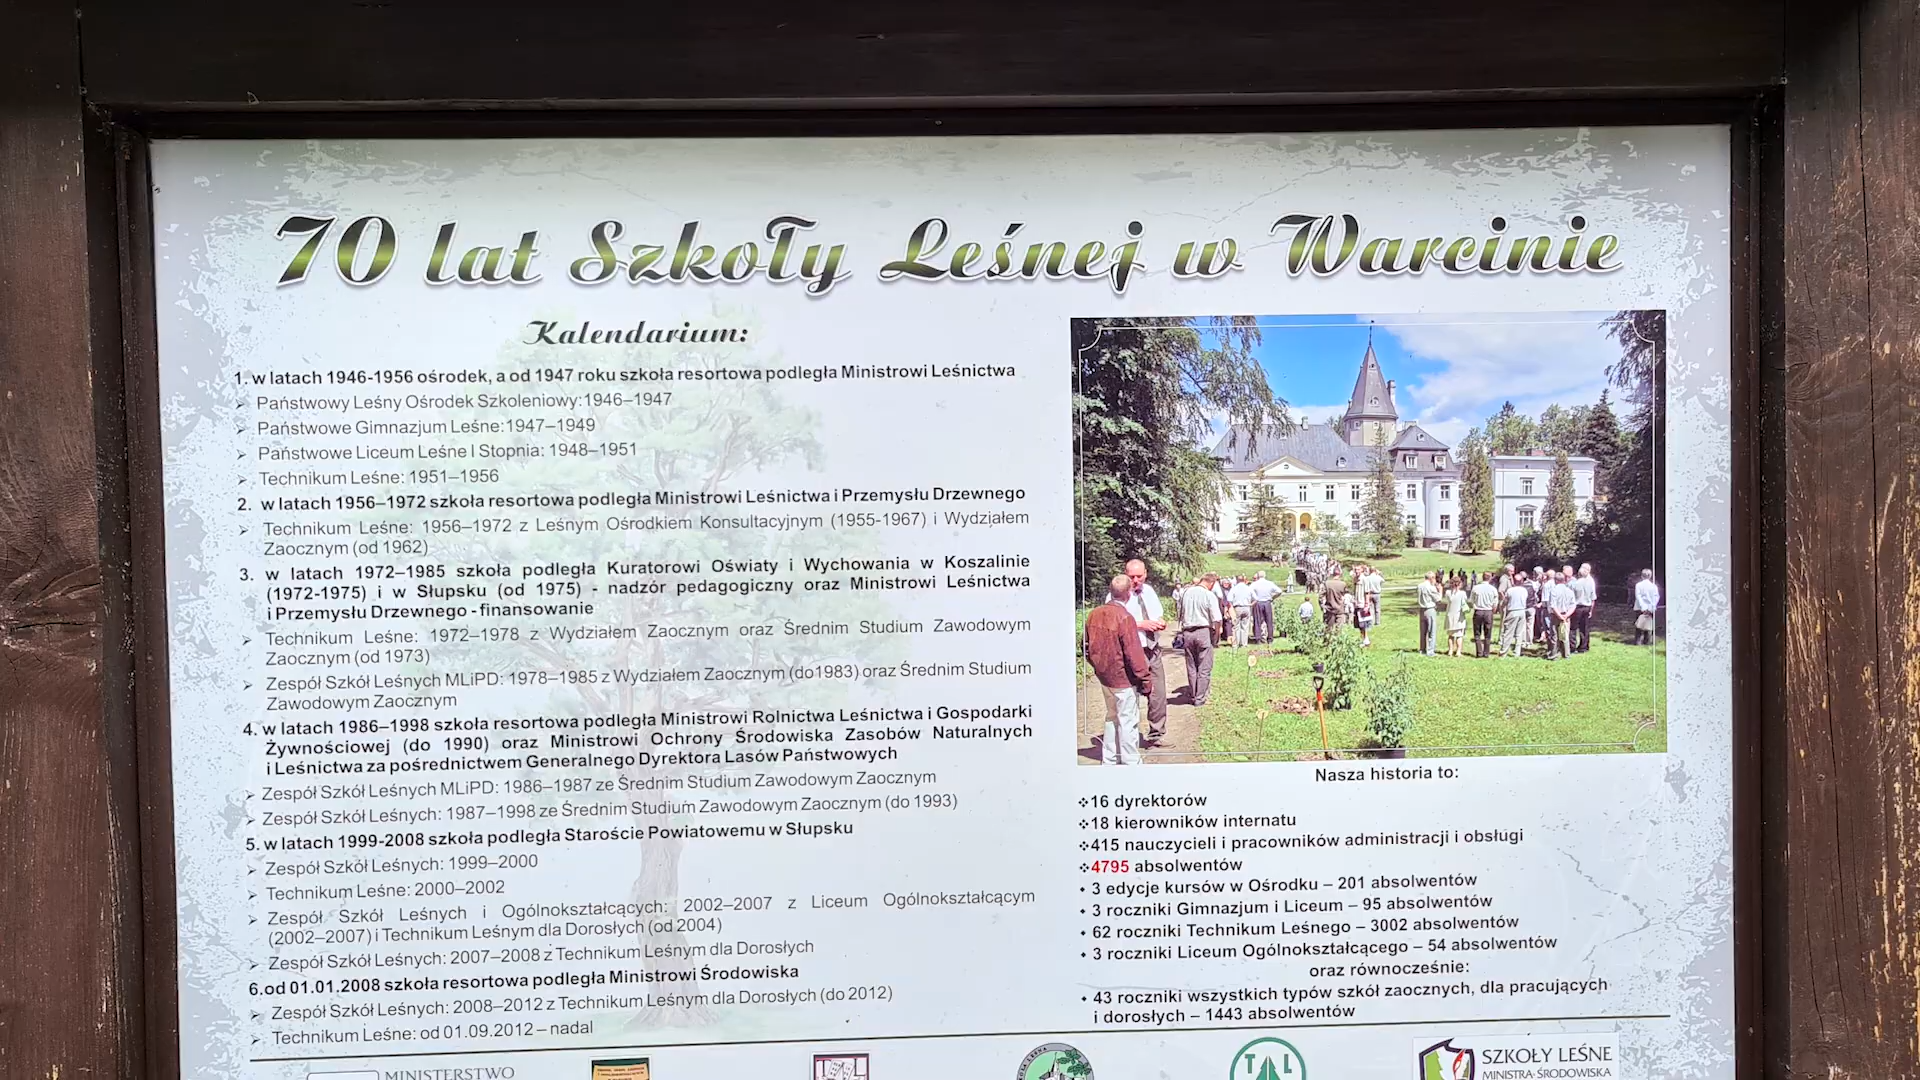 70 lat Szkoły Leśnej w Warcinie
Kalendarium:
1. w latach 1946-1956 ośrodek, a od 1947 roku szkoła resortowa podległa Ministrowi Leśnictwa
Państwowy Leśny Ośrodek Szkoleniowy:1946–1947
Państwowe Gimnazjum Leśne:1947–1949
Państwowe Liceum Leśne I Stopnia: 1948–1951
Technikum Leśne: 1951–1956
2. w latach 1956–1972 szkoła resortowa podległa Ministrowi Leśnictwa i Przemysłu Drzewnego
Technikum Leśne: 1956–1972 z Leśnym Ośrodkiem Konsultacyjnym (1955-1967) i Wydziałem
Zaocznym (od 1962)
3. w latach 1972–1985 szkoła podległa Kuratorowi Oświaty i Wychowania w Koszalinie
(1972-1975) i w Słupsku (od 1975) - nadzór pedagogiczny oraz Ministrowi Leśnictwa
i Przemysłu Drzewnego - finansowanie
Technikum Leśne: 1972–1978 z Wydziałem Zaocznym oraz Średnim Studium Zawodowym
Zaocznym (od 1973)
Zespół Szkół Leśnych MLiPD: 1978–1985 z Wydziałem Zaocznym (do1983) oraz Średnim Studium
Zawodowym Zaocznym
4. w latach 1986–1998 szkoła resortowa podległa Ministrowi Rolnictwa Leśnictwa i Gospodarki
Żywnościowej (do 1990) oraz Ministrowi Ochrony Środowiska Zasobów Naturalnych
i Leśnictwa za pośrednictwem Generalnego Dyrektora Lasów Państwowych
Zespół Szkół Leśnych MLiPD: 1986–1987 ze Średnim Studium Zawodowym Zaocznym
Zespół Szkół Leśnych: 1987–1998 ze Średnim Studium Zawodowym Zaocznym (do 1993)
5. w latach 1999-2008 szkoła podległa Staroście Powiatowemu w Słupsku
Zespół Szkół Leśnych: 1999–2000
Technikum Leśne: 2000–2002
Zespół Szkół Leśnych i Ogólnokształcących: 2002–2007 z Liceum Ogólnokształcącym
(2002–2007) i Technikum Leśnym dla Dorosłych (od 2004)
Zespół Szkół Leśnych: 2007–2008 z Technikum Leśnym dla Dorosłych
6.od 01.01.2008 szkoła resortowa podległa Ministrowi Środowiska
Zespół Szkół Leśnych: 2008–2012 z Technikum Leśnym dla Dorosłych (do 2012)
Technikum Leśne: od 01.09.2012 – nadal
Nasza historia to:
16 dyrektorów
18 kierowników internatu
415 nauczycieli i pracowników administracji i obsługi
4795 absolwentów
3 edycje kursów w Ośrodku – 201 absolwentów
3 roczniki Gimnazjum i Liceum – 95 absolwentów
62 roczniki Technikum Leśnego – 3002 absolwentów
3 roczniki Liceum Ogólnokształcącego – 54 absolwentów
oraz równocześnie:
43 roczniki wszystkich typów szkół zaocznych, dla pracujących
i dorosłych – 1443 absolwentów
MINISTERSTWO
T L
T L
SZKOŁY LEŚNE
MINISTRA ŚRODOWISKA